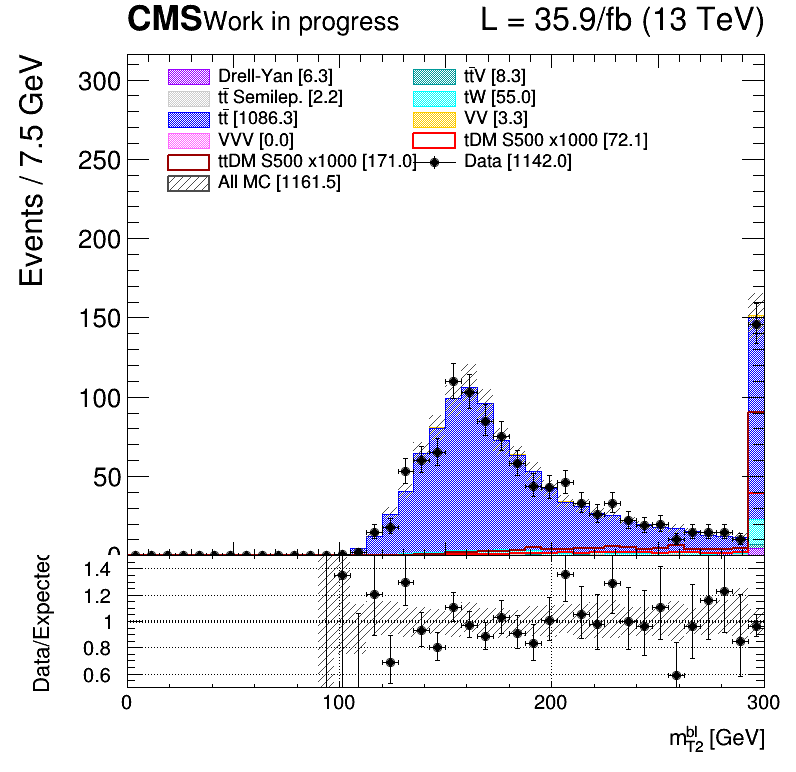 CMS Work in progress L = 35.9/fb (13 TeV)
Events / 7.5 GeV
300
250
200
150
100
50
0
Drell-Yan [6.3]
tt̄V [8.3]
tt̄ Semilep. [2.2]
tW [55.0]
tt̄ [1086.3]
VV [3.3]
VVV [0.0]
tDM S500 x1000 [72.1]
ttDM S500 x1000 [171.0]
Data [1142.0]
All MC [1161.5]
Data/Expected
1.4
1.2
1
0.8
0.6
0 100 200 300
m_{T2}^{bl} [GeV]